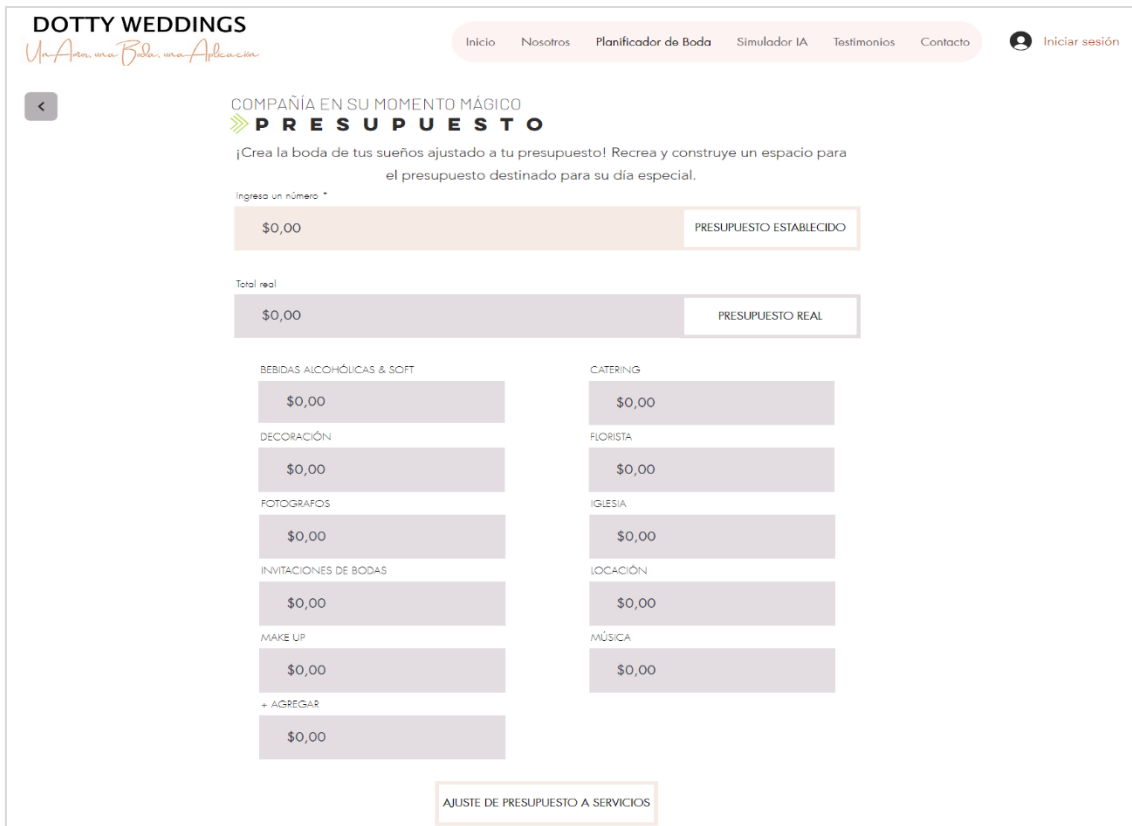 DOTTY WEDDINGS
Un Amor, una Boda, una Aplicación.
Inicio Nosotros Planificador de Boda Simulador IA Testimonios Contacto Iniciar sesión
<
COMPAÑÍA EN SU MOMENTO MÁGICO
PRESUPUESTO
¡Crea la boda de tus sueños ajustado a tu presupuesto! Recrea y construye un espacio para
el presupuesto destinado para su día especial.
Ingresa un número *
$0,00 PRESUPUESTO ESTABLECIDO
Total real
$0,00 PRESUPUESTO REAL
BEBIDAS ALCOHÓLICAS & SOFT CATERING
$0,00 $0,00
DECORACIÓN FLORISTA
$0,00 $0,00
FOTOGRAFOS IGLESIA
$0,00 $0,00
INVITACIONES DE BODAS LOCACIÓN
$0,00 $0,00
MAKE UP MÚSICA
$0,00 $0,00
+ AGREGAR
$0,00
AJUSTE DE PRESUPUESTO A SERVICIOS